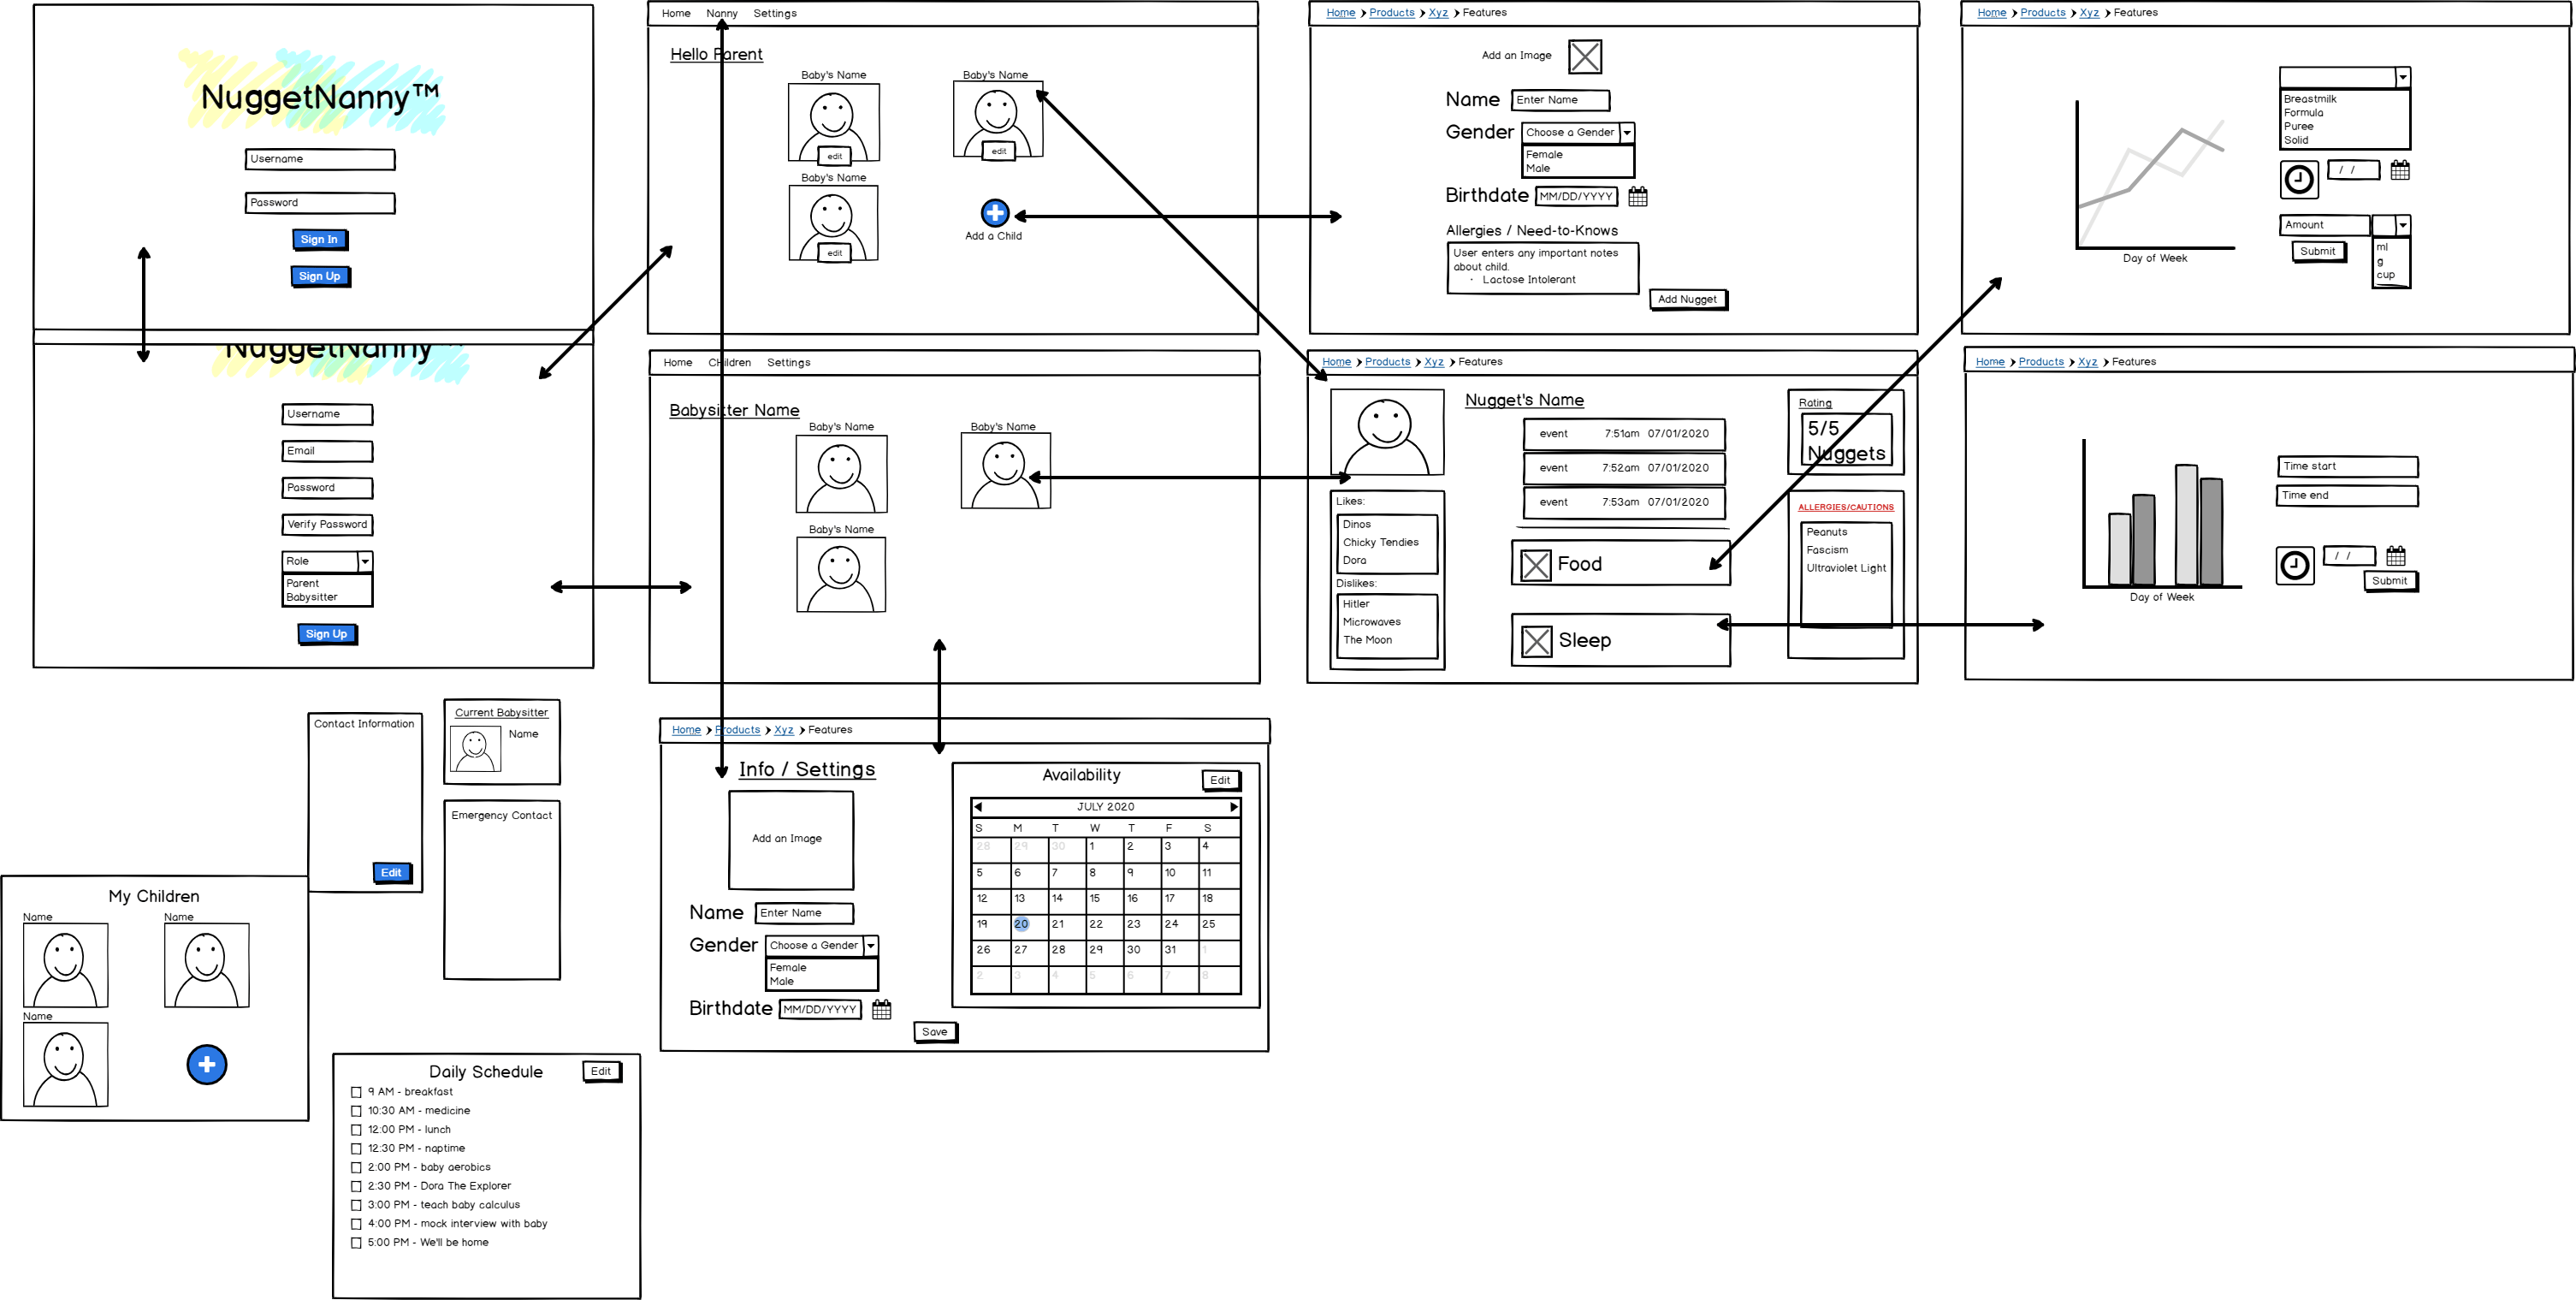 NuggetNanny™
Username
Password
Sign In
Sign Up
NuggetNanny™
Username
Email
Password
Verify Password
Role
Parent
Babysitter
Sign Up
Home Nanny Settings
Hello Parent
Baby's Name Baby's Name
edit edit
Baby's Name
edit
Add a Child
Home Children Settings
Babysitter Name
Baby's Name Baby's Name
Baby's Name
Home Products Xyz Features
Add an Image
Name Enter Name
Gender Choose a Gender
Female
Male
Birthdate MM/DD/YYYY
Allergies / Need-to-Knows
User enters any important notes
about child.
· Lactose Intolerant
Add Nugget
Home Products Xyz Features
Nugget's Name
event 7:51am 07/01/2020
event 7:52am 07/01/2020
event 7:53am 07/01/2020
Food
Sleep
Likes:
Dinos
Chicky Tendies
Dora
Dislikes:
Hitler
Microwaves
The Moon
Rating
5/5
Nuggets
ALLERGIES/CAUTIONS
Peanuts
Fascism
Ultraviolet Light
Home Products Xyz Features
Day of Week
Breastmilk
Formula
Puree
Solid
/ /
Amount
ml
g
cup
Submit
Home Products Xyz Features
Day of Week
Time start
Time end
/ /
Submit
Home Products Xyz Features
Info / Settings
Add an Image
Name Enter Name
Gender Choose a Gender
Female
Male
Birthdate MM/DD/YYYY
Save
Availability
Edit
JULY 2020
S M T W T F S
28 29 30 1 2 3 4
5 6 7 8 9 10 11
12 13 14 15 16 17 18
19 20 21 22 23 24 25
26 27 28 29 30 31 1
2 3 4 5 6 7 8
Contact Information
Edit
Current Babysitter
Name
Emergency Contact
My Children
Name Name
Name
Daily Schedule
Edit
9 AM - breakfast
10:30 AM - medicine
12:00 PM - lunch
12:30 PM - naptime
2:00 PM - baby aerobics
2:30 PM - Dora The Explorer
3:00 PM - teach baby calculus
4:00 PM - mock interview with baby
5:00 PM - We'll be home